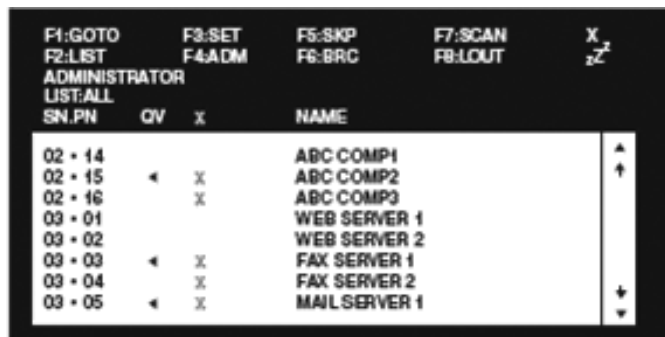 F1:GOTO F3:SET F5:SKP F7:SCAN X
F2:LIST F4:ADM F6:BRC F8:LOUT zZz
ADMINISTRATOR
LIST:ALL
SN.PN QV X NAME
02 • 14 ABC COMP1
02 • 15 ◄ X ABC COMP2
02 • 16 X ABC COMP3
03 • 01 WEB SERVER 1
03 • 02 WEB SERVER 2
03 • 03 ◄ X FAX SERVER 1
03 • 04 X FAX SERVER 2
03 • 05 ◄ X MAIL SERVER 1